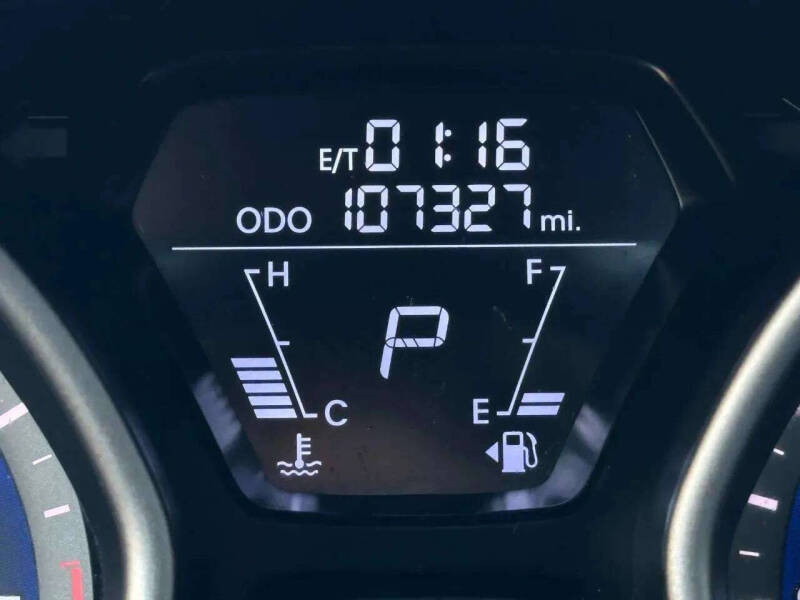 E/T 01:16
ODO 107327 mi.
H F
P
C E